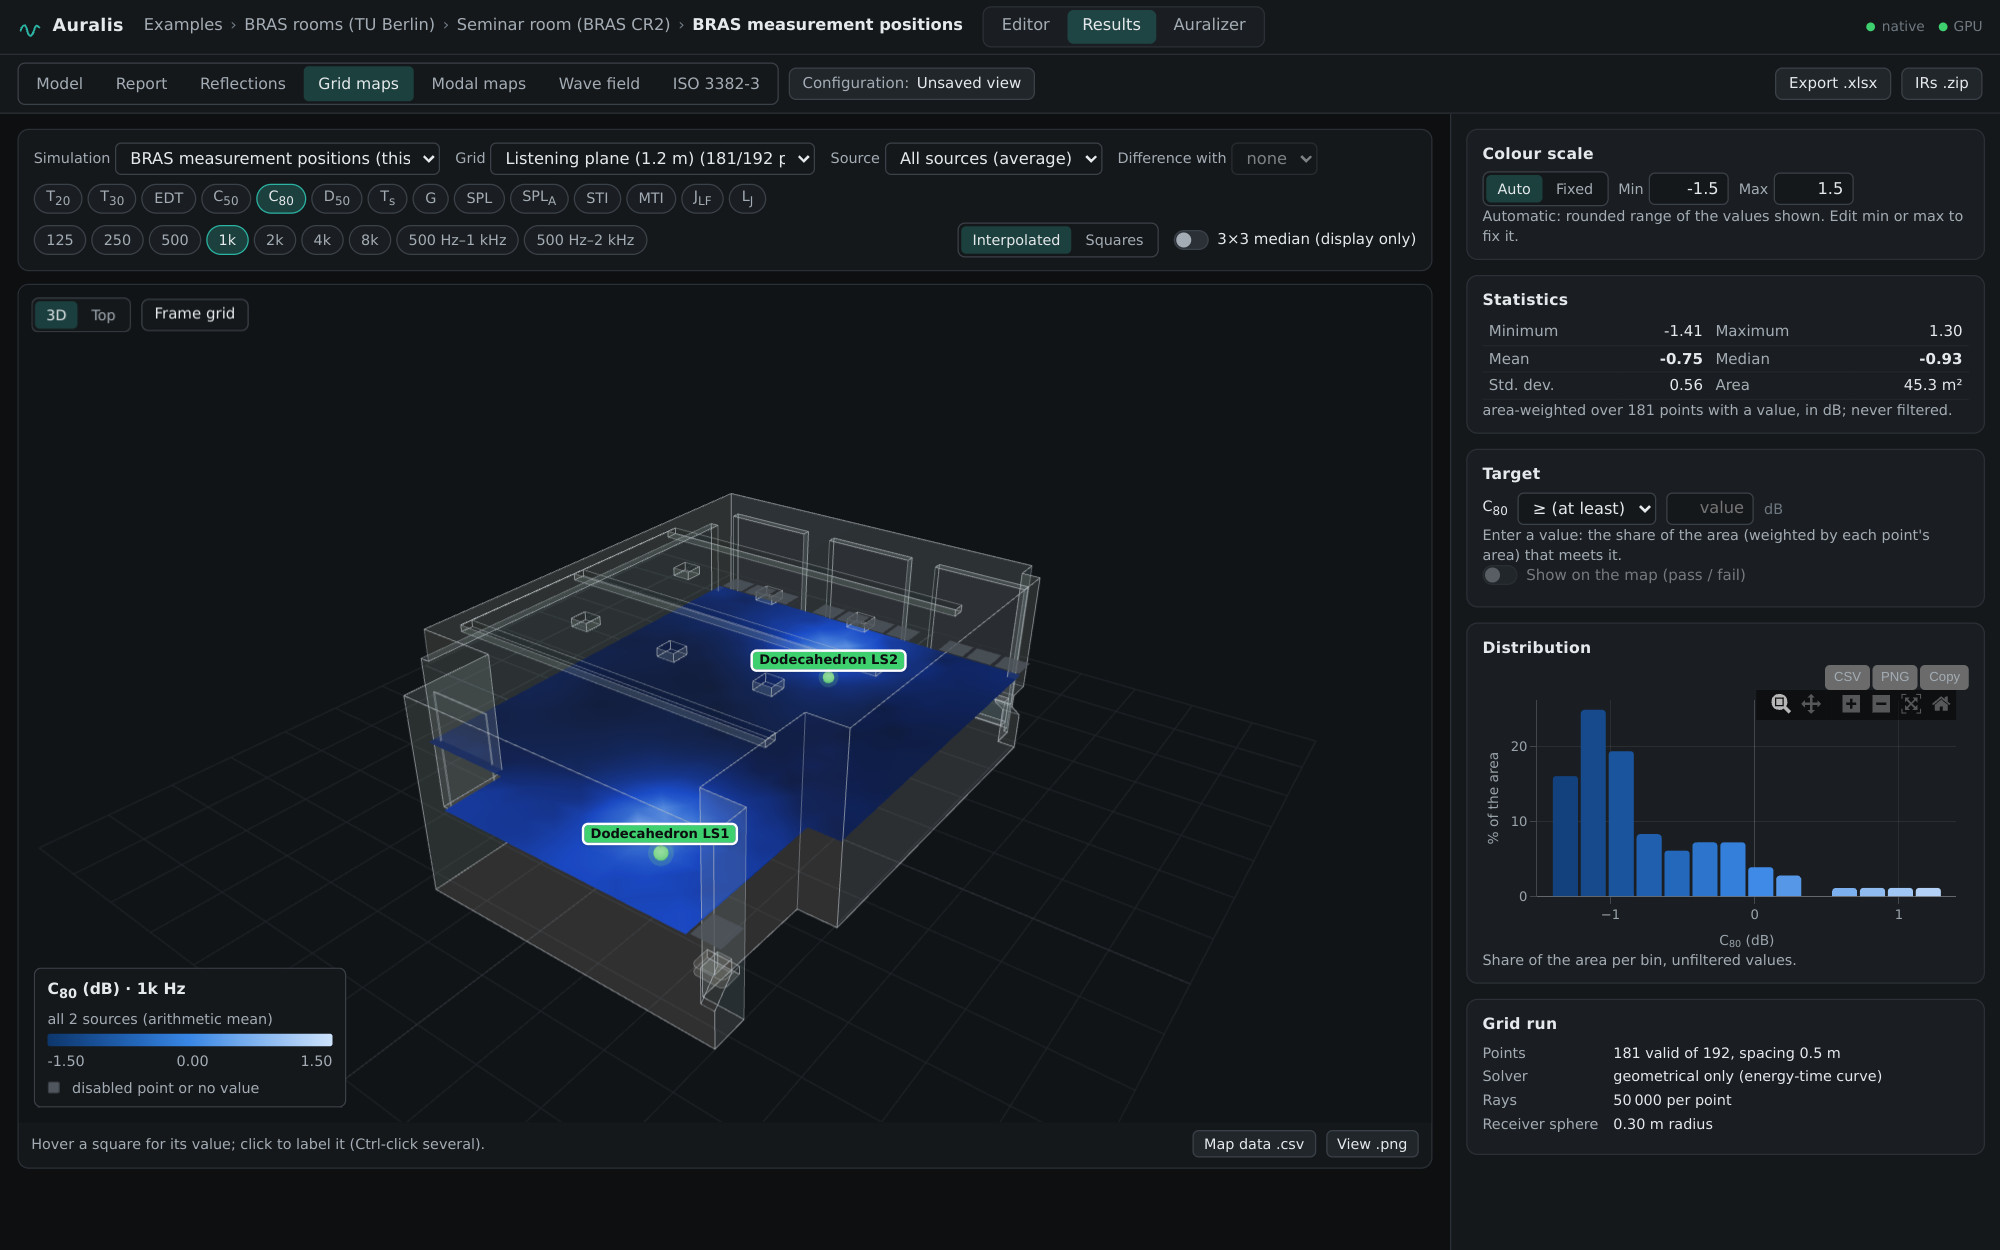 Auralis Examples › BRAS rooms (TU Berlin) › Seminar room (BRAS CR2) › BRAS measurement positions Editor Results Auralizer native GPU
Model Report Reflections Grid maps Modal maps Wave field ISO 3382-3 Configuration: Unsaved view Export .xlsx IRs .zip
Simulation BRAS measurement positions (this Grid Listening plane (1.2 m) (181/192 p Source All sources (average) Difference with none
T20 T30 EDT C50 C80 D50 Ts G SPL SPLA STI MTI JLF LJ
125 250 500 1k 2k 4k 8k 500 Hz–1 kHz 500 Hz–2 kHz Interpolated Squares 3×3 median (display only)
3D Top Frame grid
Dodecahedron LS2
Dodecahedron LS1
C80 (dB) · 1k Hz
all 2 sources (arithmetic mean)
-1.50 0.00 1.50
disabled point or no value
Hover a square for its value; click to label it (Ctrl-click several). Map data .csv View .png
Colour scale
Auto Fixed Min -1.5 Max 1.5
Automatic: rounded range of the values shown. Edit min or max to
fix it.
Statistics
Minimum -1.41 Maximum 1.30
Mean -0.75 Median -0.93
Std. dev. 0.56 Area 45.3 m²
area-weighted over 181 points with a value, in dB; never filtered.
Target
C80 ≥ (at least) value dB
Enter a value: the share of the area (weighted by each point's
area) that meets it.
Show on the map (pass / fail)
Distribution
CSV PNG Copy
% of the area
20
10
0
−1 0 1
C80 (dB)
Share of the area per bin, unfiltered values.
Grid run
Points 181 valid of 192, spacing 0.5 m
Solver geometrical only (energy-time curve)
Rays 50 000 per point
Receiver sphere 0.30 m radius